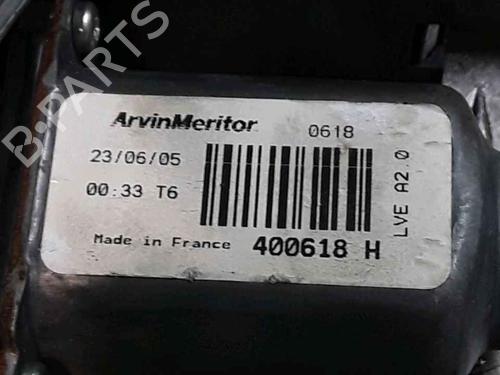 B-PARTS
ArvinMeritor 0618
23/06/05
00:33 T6
LVE A2.0
Made in France 400618 H